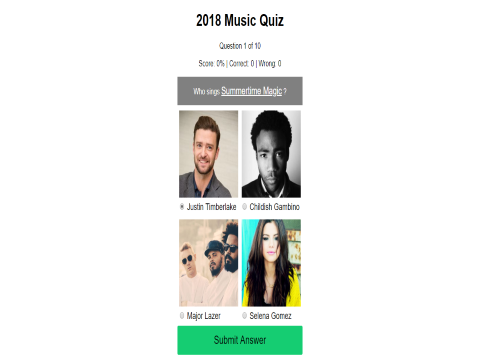 2018 Music Quiz
Question 1 of 10
Score: 0% | Correct: 0 | Wrong: 0
Who sings Summertime Magic ?
Justin Timberlake
Childish Gambino
Major Lazer
Selena Gomez
Submit Answer